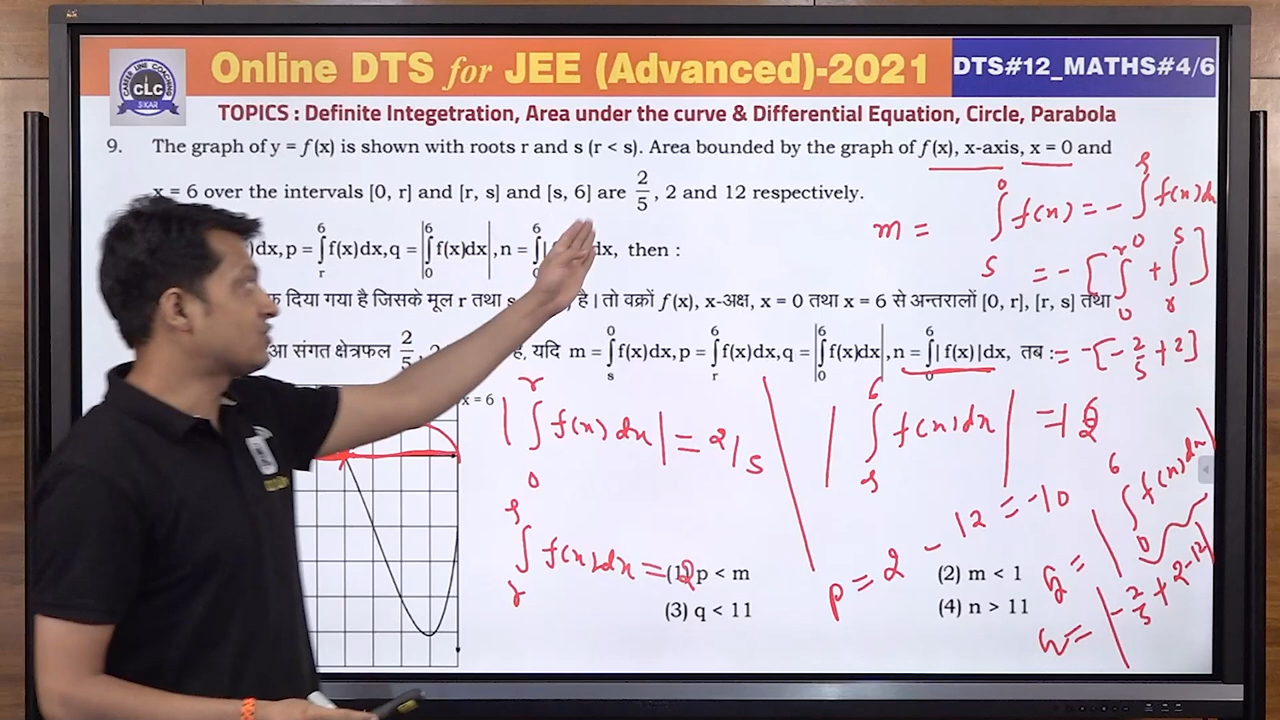 CAREER LINE COACHING
CLC
SIKAR
Online DTS for JEE (Advanced)-2021
DTS#12_MATHS#4/6
TOPICS : Definite Integetration, Area under the curve & Differential Equation, Circle, Parabola
9. The graph of y = f(x) is shown with roots r and s (r < s). Area bounded by the graph of f(x), x-axis, x = 0 and
x = 6 over the intervals [0, r] and [r, s] and [s, 6] are 2/5, 2 and 12 respectively.
)dx, p = ∫_r^6 f(x)dx, q = |∫_0^6 f(x)dx|, n = ∫ dx, then :
दिया गया है जिसके मूल r तथा s है। तो वक्रों f(x), x-अक्ष, x = 0 तथा x = 6 से अन्तरालों [0, r], [r, s] तथा
संगत क्षेत्रफल 2/5, यदि m = ∫_s^0 f(x)dx, p = ∫_r^6 f(x)dx, q = |∫_0^6 f(x)dx|, n = ∫_0^6 | f(x) |dx, तब :
x = 6
m = ∫_s^0 f(x) = - ∫ f(x)dx
= - [∫_0^r + ∫_r^s]
= -[-2/5 + 2]
|∫_0^r f(x) dx| = 2/5
|∫_s^6 f(x)dx| = 12
∫_r^s f(x)dx = 2
p = 2 - 12 = -10
q = |∫_0^6 f(x)dx|
= |-2/5 + 2 - 12|
(1) p < m
(2) m < 1
(3) q < 11
(4) n > 11